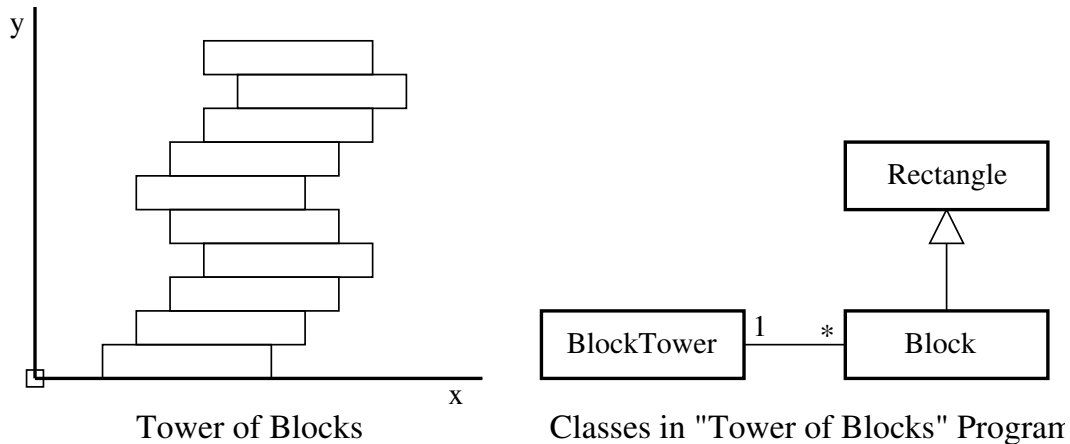 y
x
Tower of Blocks
Rectangle
BlockTower
1
*
Block
Classes in "Tower of Blocks" Program